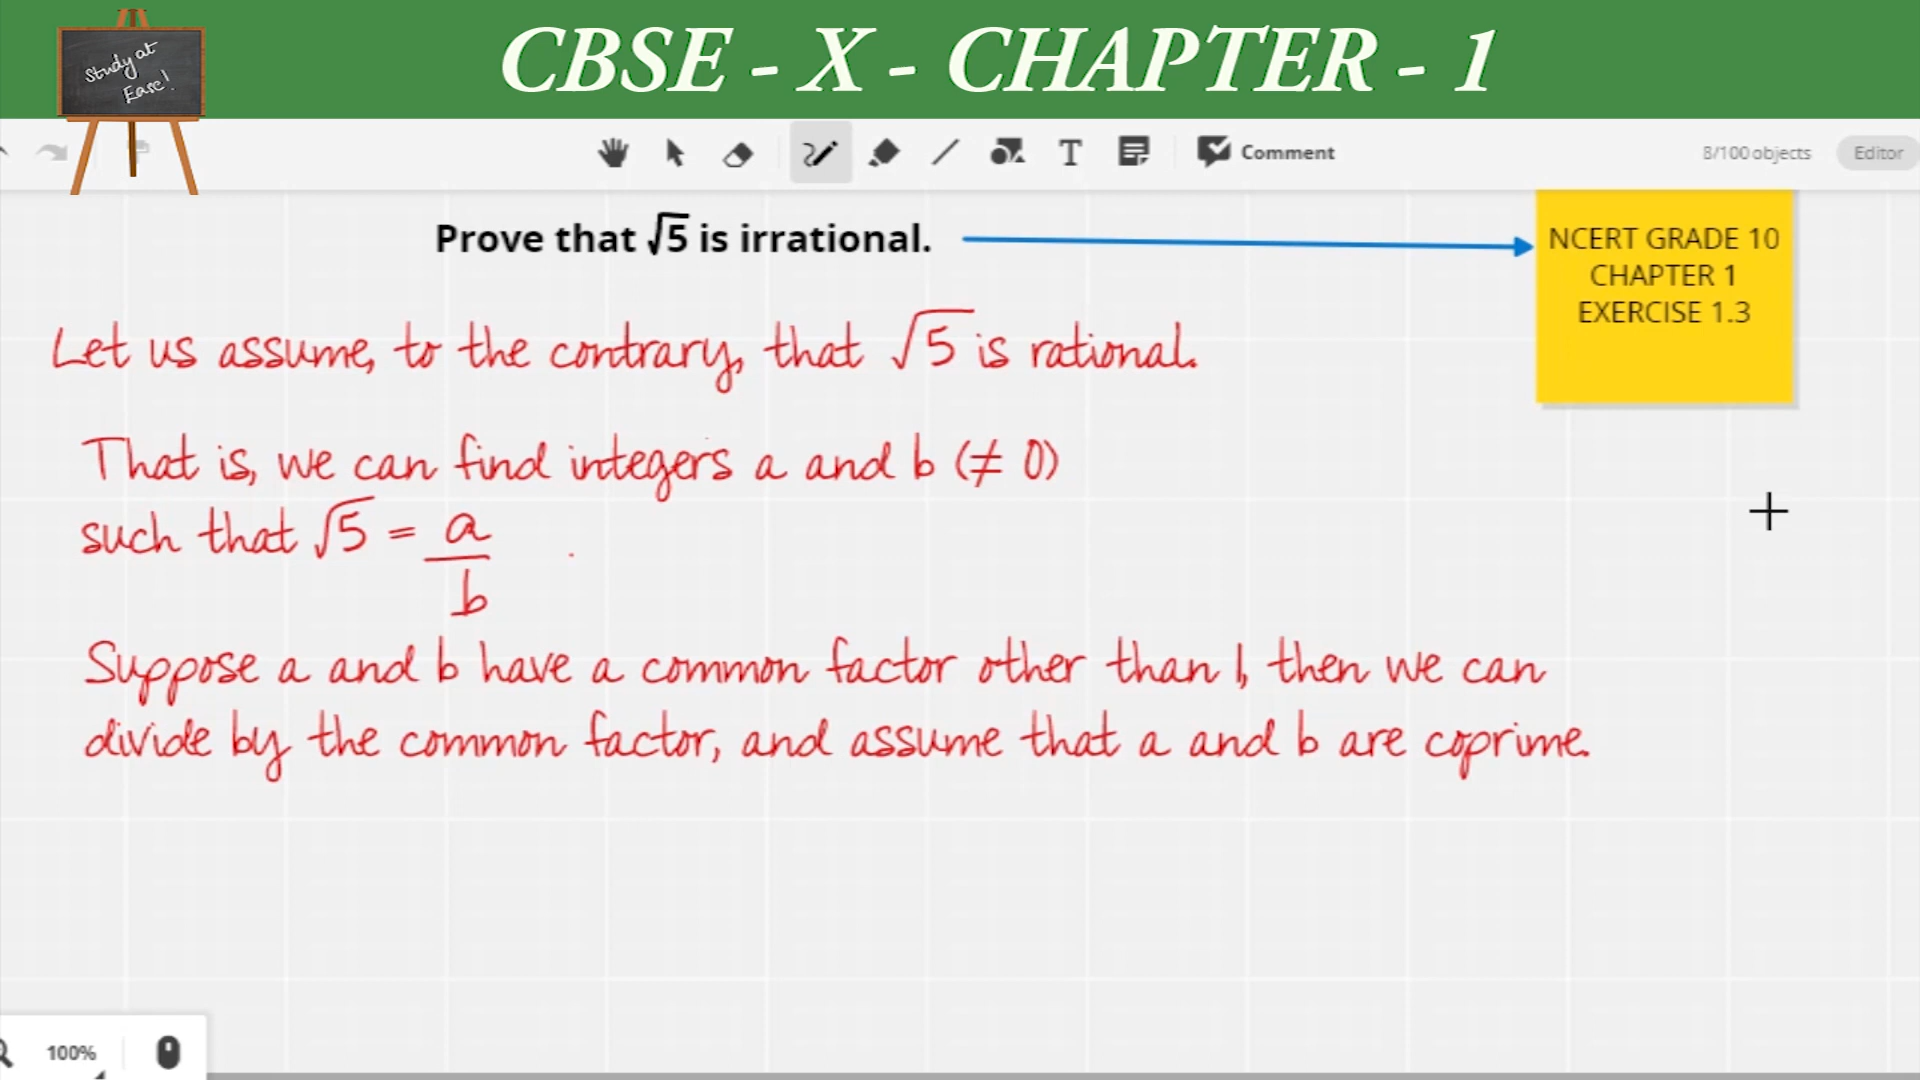 CBSE - X - CHAPTER - 1
Study at
Ease!
T
Comment
8/100 objects
Editor
Prove that √5 is irrational.
NCERT GRADE 10
CHAPTER 1
EXERCISE 1.3
Let us assume, to the contrary, that √5 is rational.
That is, we can find integers a and b (≠ 0)
such that √5 = a
b
Suppose a and b have a common factor other than 1, then we can
divide by the common factor, and assume that a and b are coprime.
100%